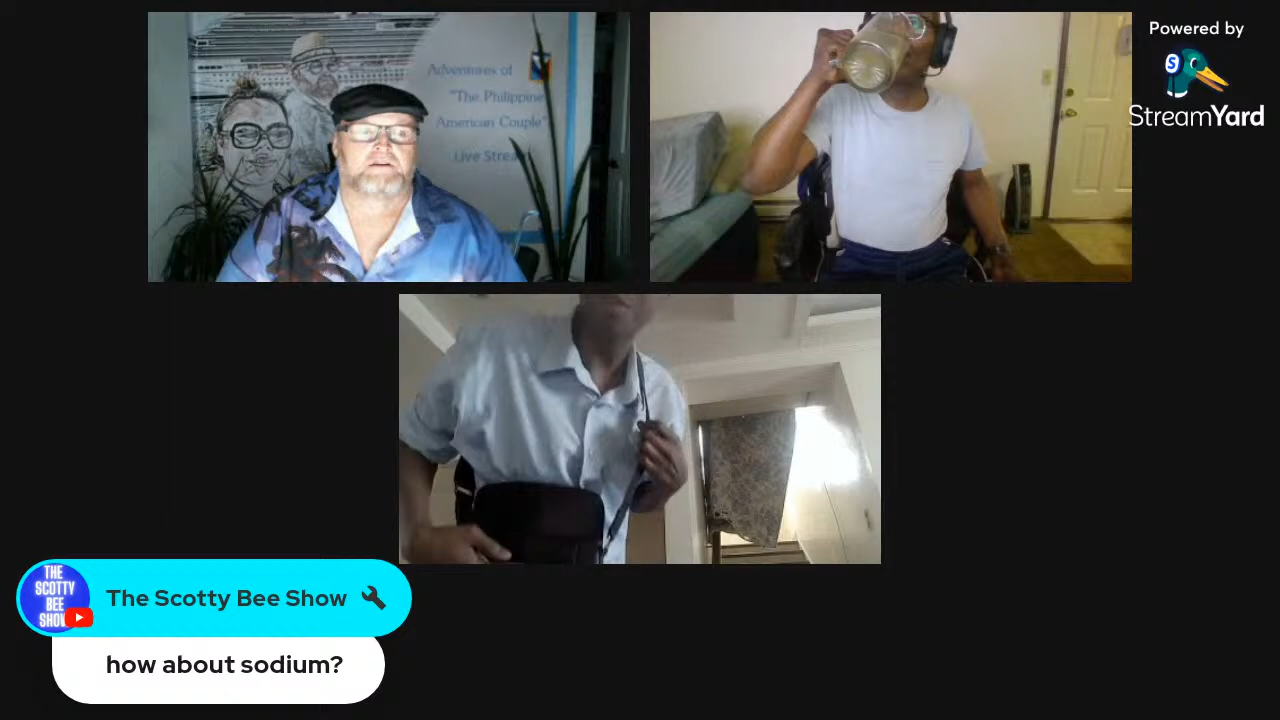 Adventures of
"The Philippine
American Couple"
Live Stream
Powered by
S
StreamYard
THE
SCOTTY
BEE
SHOW
The Scotty Bee Show
how about sodium?